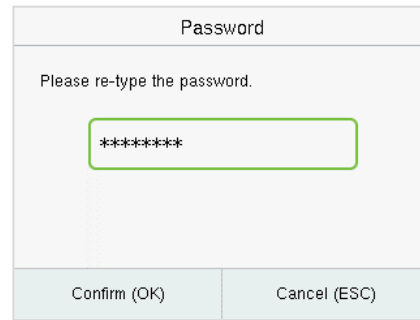 Password
Please re-type the password.
********
Confirm (OK) Cancel (ESC)